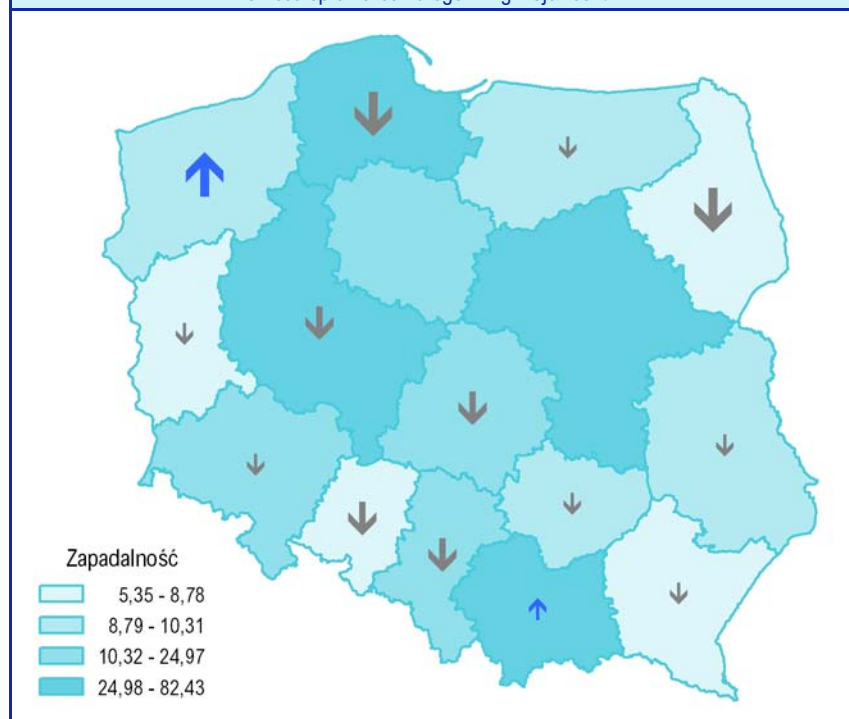 Zapadalność
5,35 - 8,78
8,79 - 10,31
10,32 - 24,97
24,98 - 82,43